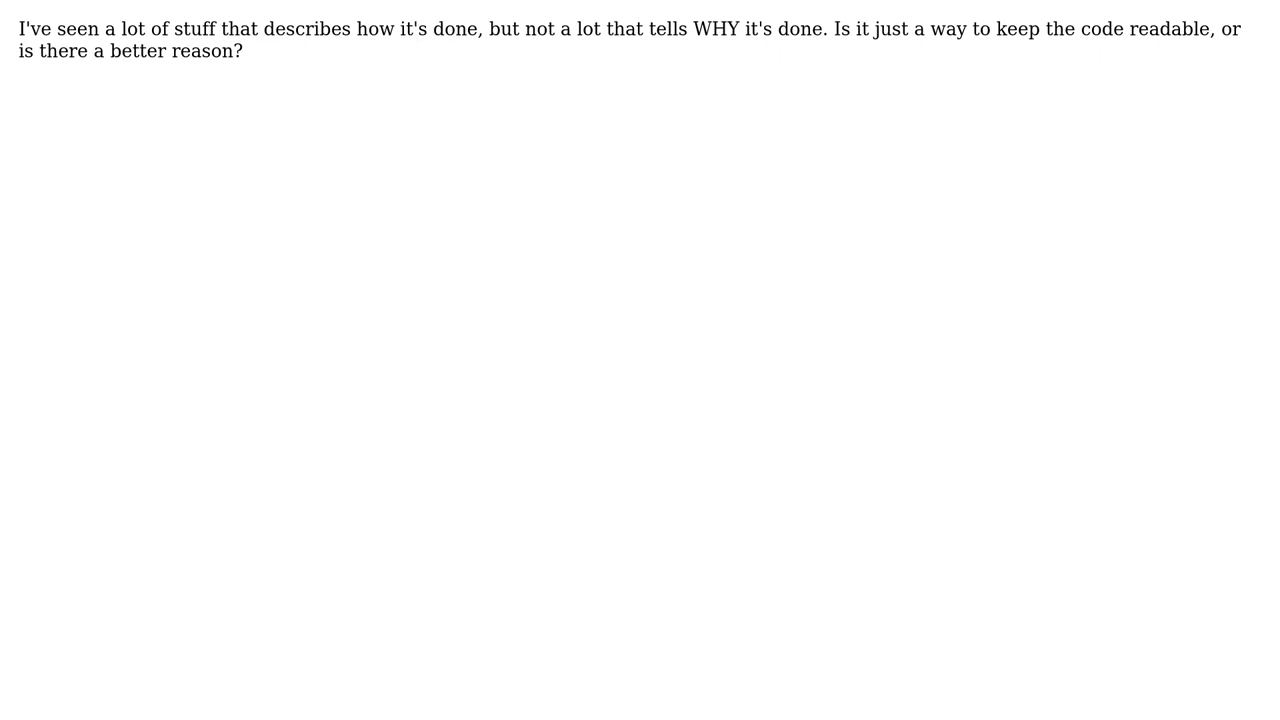 I've seen a lot of stuff that describes how it's done, but not a lot that tells WHY it's done. Is it just a way to keep the code readable, or
is there a better reason?